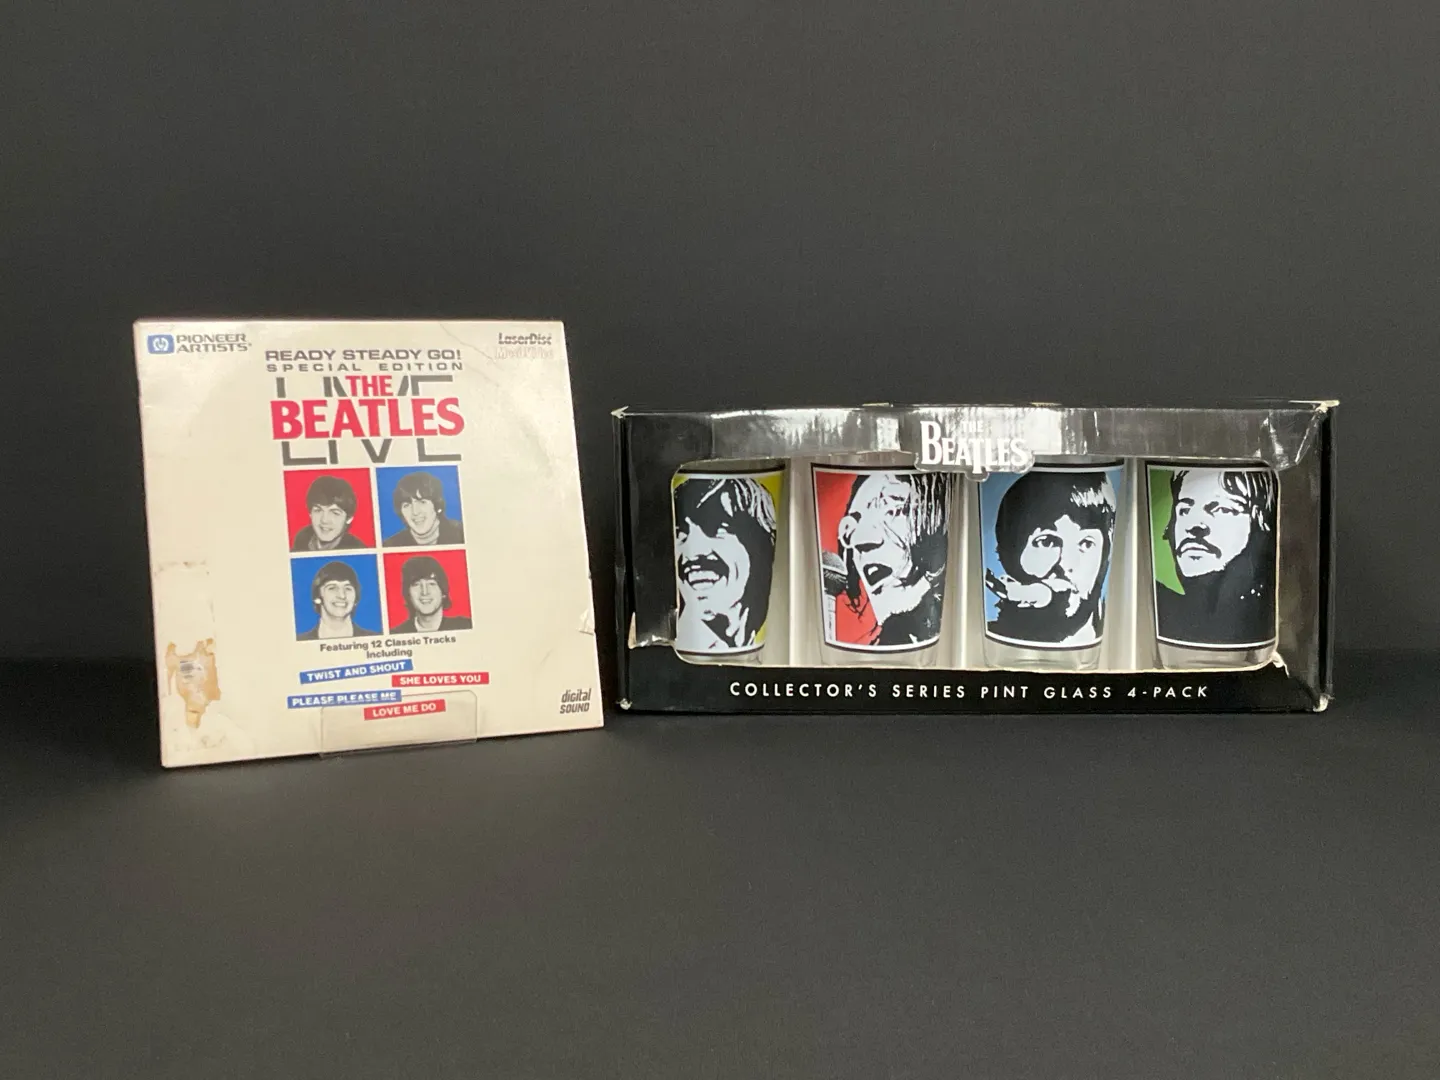 PIONEER
ARTISTS®
LaserDisc
READY STEADY GO!
SPECIAL EDITION
LIVE
THE
BEATLES
LIVE
Featuring 12 Classic Tracks
Including
TWIST AND SHOUT
SHE LOVES YOU
PLEASE PLEASE ME
LOVE ME DO
digital
SOUND
THE
BEATLES
COLLECTOR'S SERIES PINT GLASS 4-PACK